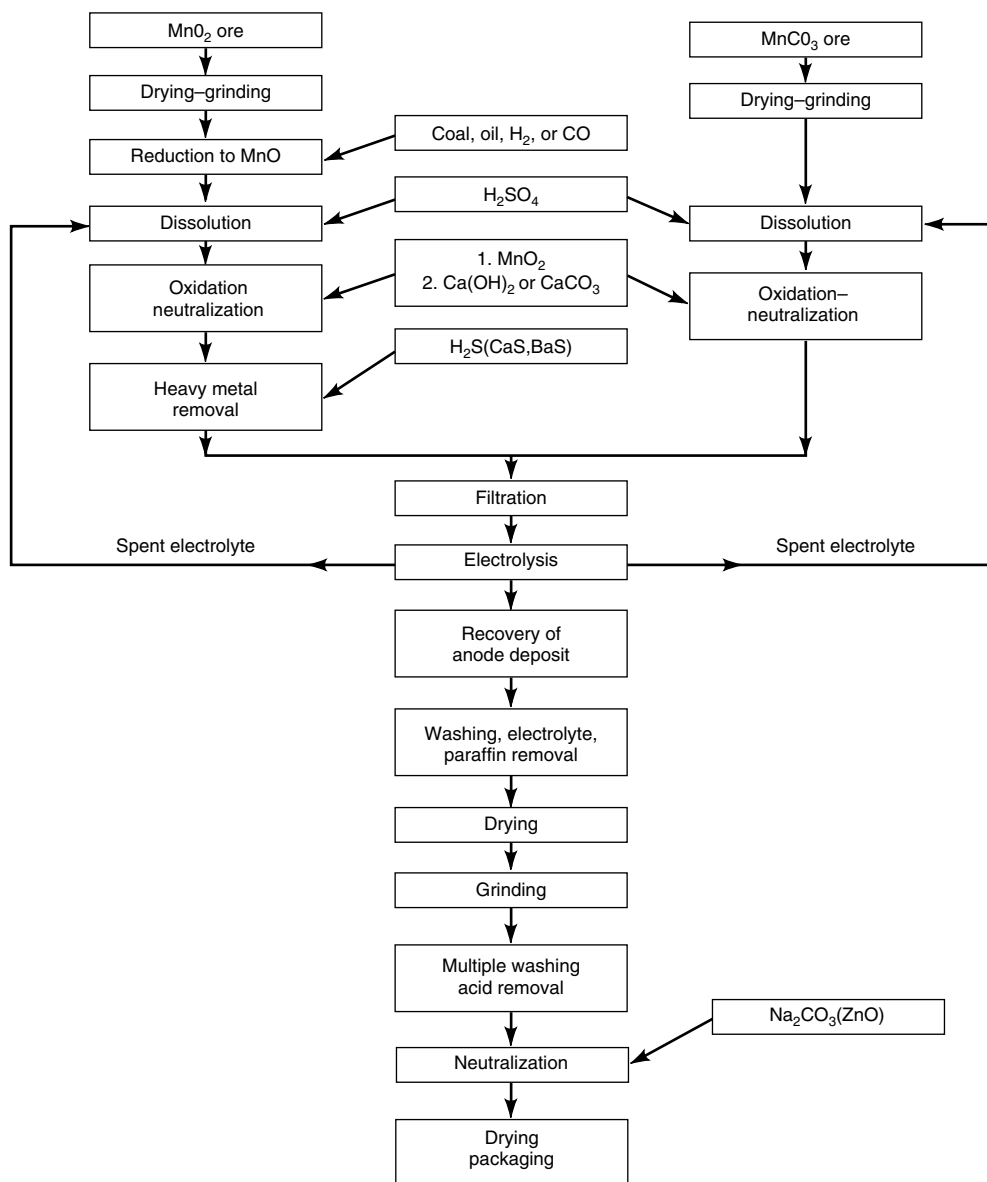 Mn0₂ ore
MnC0₃ ore
Drying–grinding
Drying–grinding
Reduction to MnO
Coal, oil, H₂, or CO
H₂SO₄
Dissolution
Dissolution
Oxidation
neutralization
1. MnO₂
2. Ca(OH)₂ or CaCO₃
Oxidation–
neutralization
H₂S(CaS,BaS)
Heavy metal
removal
Filtration
Spent electrolyte
Electrolysis
Spent electrolyte
Recovery of
anode deposit
Washing, electrolyte,
paraffin removal
Drying
Grinding
Multiple washing
acid removal
Na₂CO₃(ZnO)
Neutralization
Drying
packaging